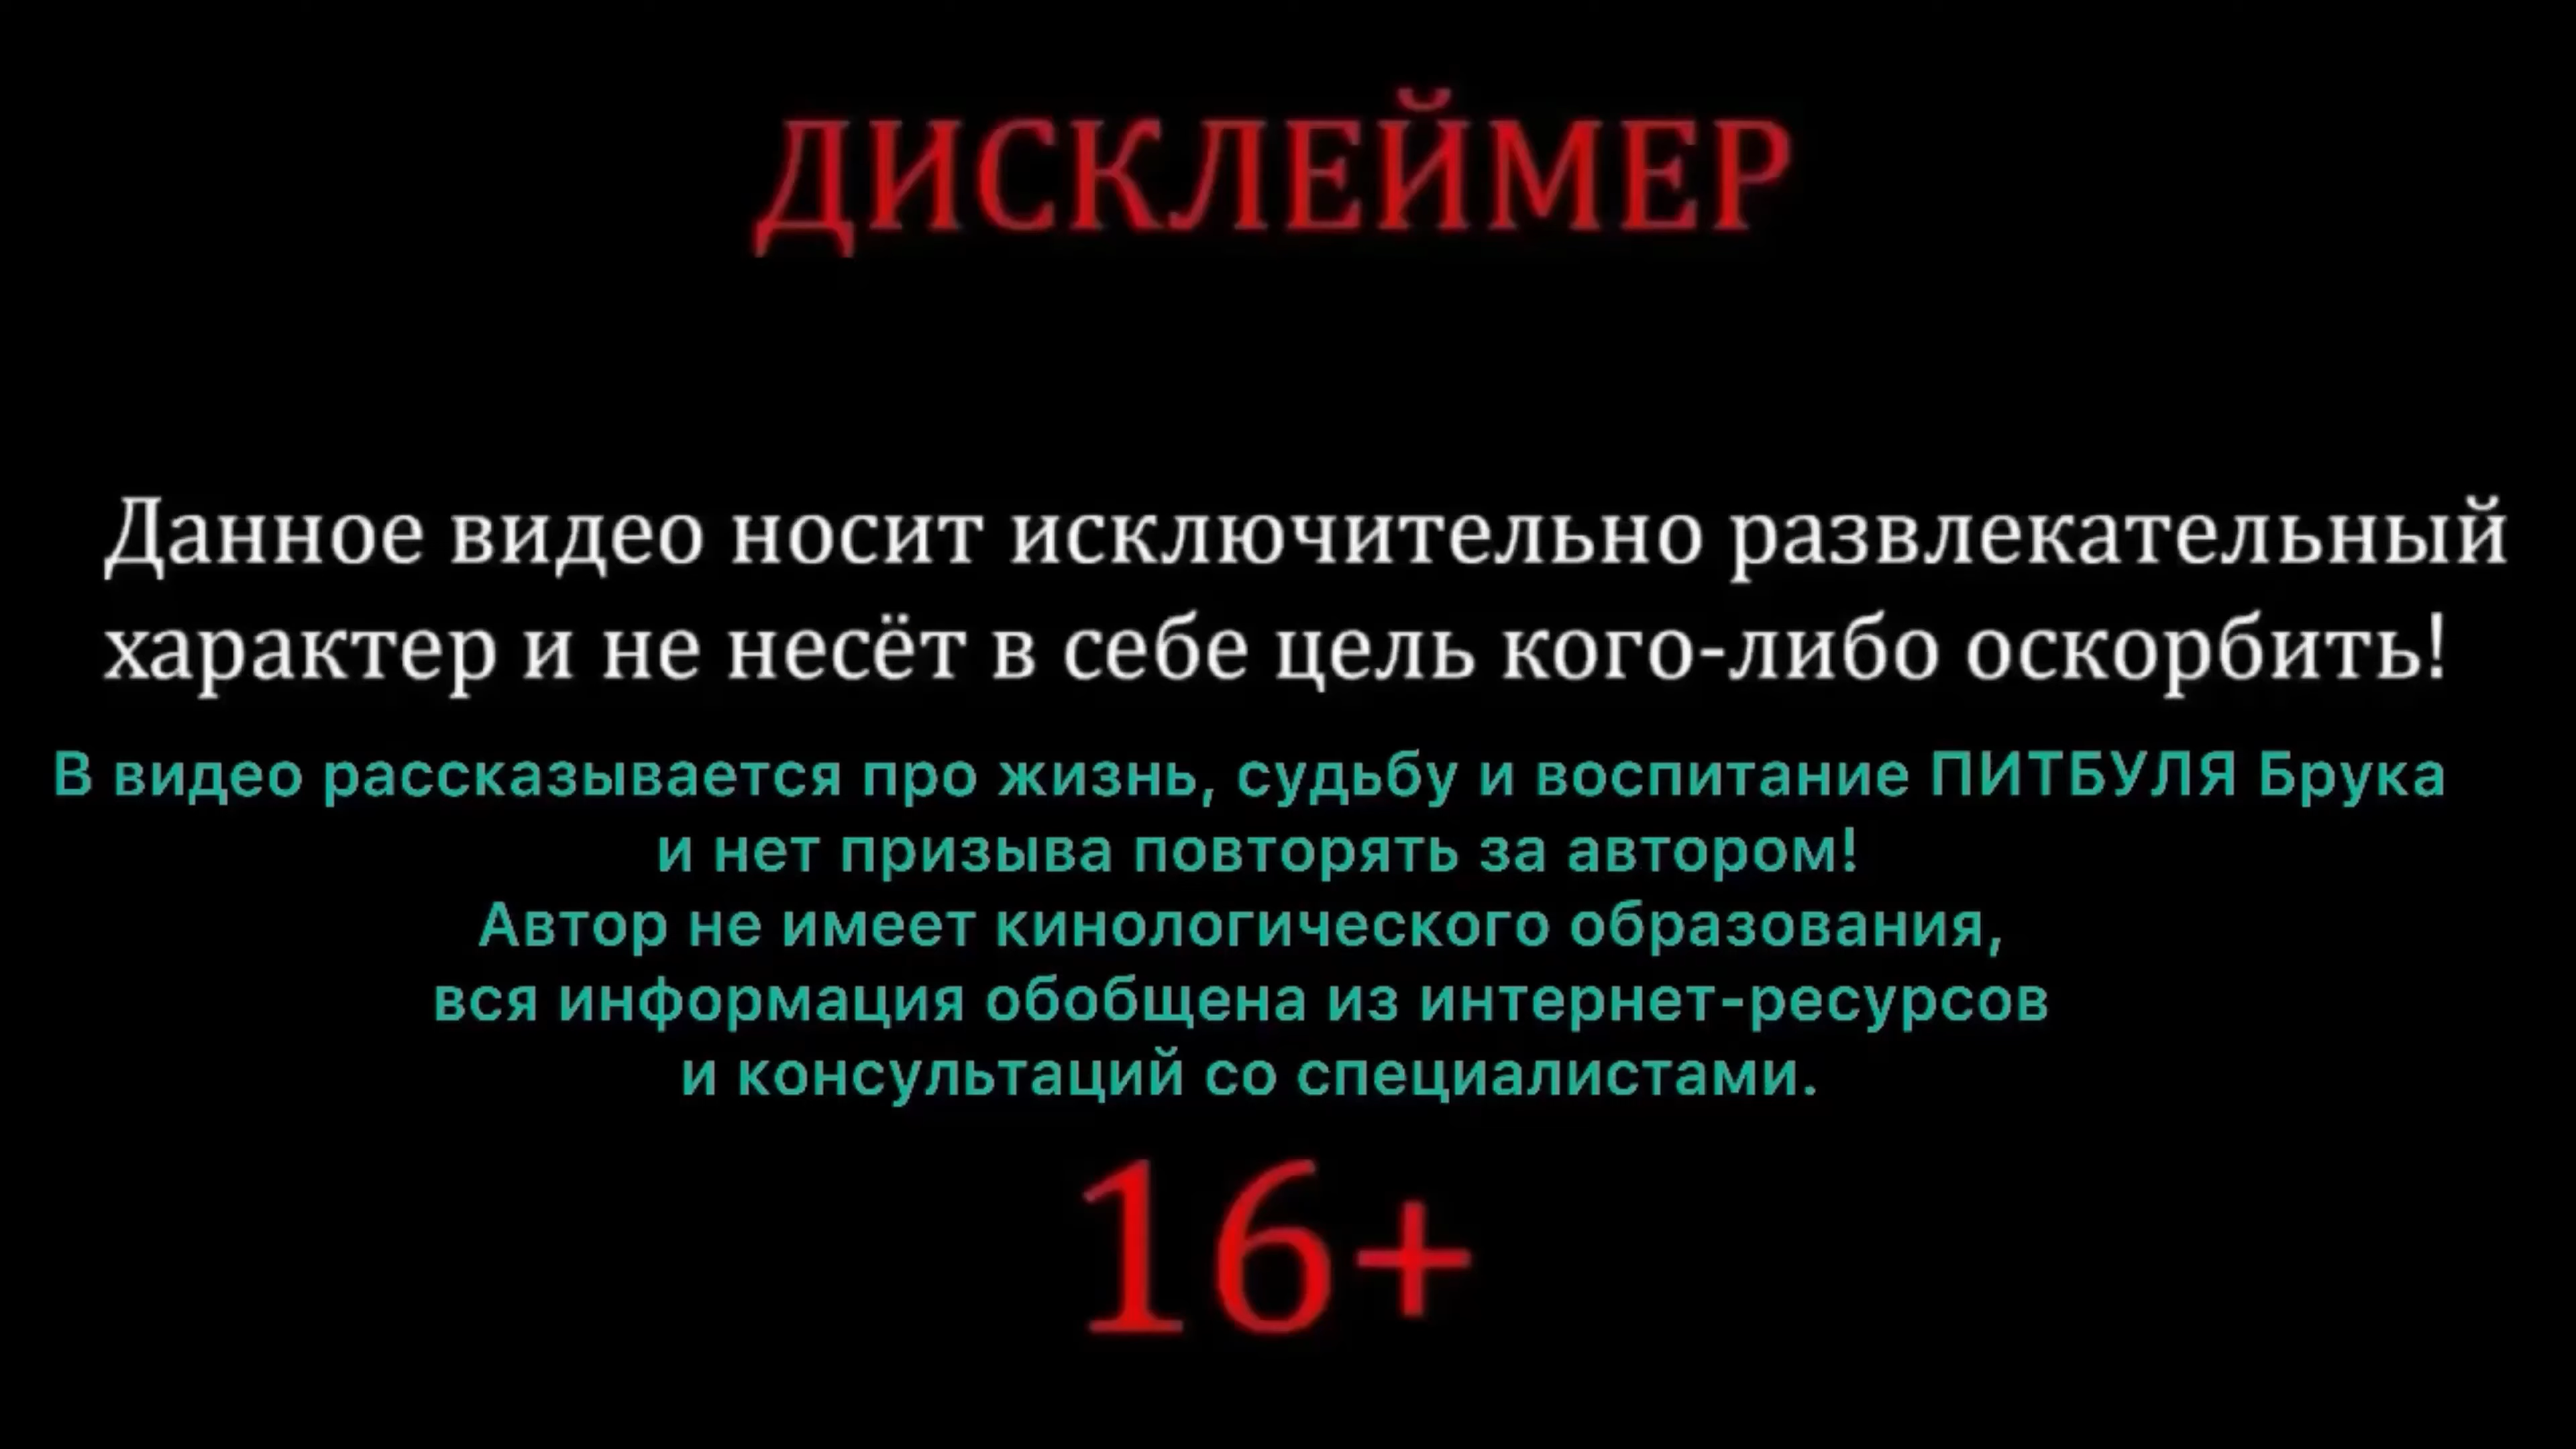 ДИСКЛЕЙМЕР
Данное видео носит исключительно развлекательный
характер и не несёт в себе цель кого-либо оскорбить!
В видео рассказывается про жизнь, судьбу и воспитание ПИТБУЛЯ Брука
и нет призыва повторять за автором!
Автор не имеет кинологического образования,
вся информация обобщена из интернет-ресурсов
и консультаций со специалистами.
16+